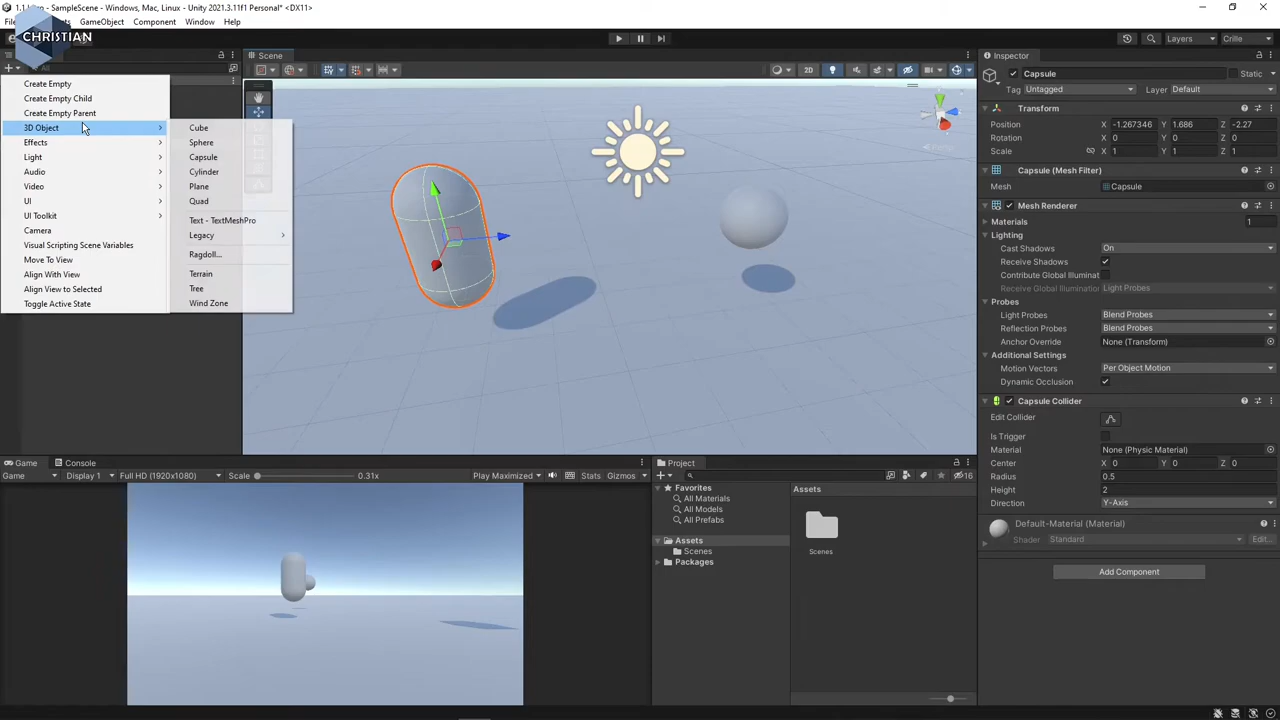 SampleScene - Windows, Mac, Linux - Unity 2021.3.11f1 Personal* <DX11>
GameObject Component Window Help
CHRISTIAN
Layers Crille
Scene
All
2D
Create Empty
Create Empty Child
Create Empty Parent
3D Object
Effects
Light
Audio
Video
UI
UI Toolkit
Camera
Visual Scripting Scene Variables
Move To View
Align With View
Align View to Selected
Toggle Active State
Cube
Sphere
Capsule
Cylinder
Plane
Quad
Text - TextMeshPro
Legacy
Ragdoll...
Terrain
Tree
Wind Zone
Inspector
Capsule Static
Tag Untagged Layer Default
Transform
Position X -1.267346 Y 1.686 Z -2.27
Rotation X 0 Y 0 Z 0
Scale X 1 Y 1 Z 1
Capsule (Mesh Filter)
Mesh Capsule
Mesh Renderer
Materials 1
Lighting
Cast Shadows On
Receive Shadows
Contribute Global Illuminat
Receive Global Illumination Light Probes
Probes
Light Probes Blend Probes
Reflection Probes Blend Probes
Anchor Override None (Transform)
Additional Settings
Motion Vectors Per Object Motion
Dynamic Occlusion
Capsule Collider
Edit Collider
Is Trigger
Material None (Physic Material)
Center X 0 Y 0 Z 0
Radius 0.5
Height 2
Direction Y-Axis
Default-Material (Material)
Shader Standard Edit...
Add Component
Game Console
Game Display 1 Full HD (1920x1080) Scale 0.31x Play Maximized Stats Gizmos
Project
16
Favorites
All Materials
All Models
All Prefabs
Assets
Scenes
Packages
Assets
Scenes